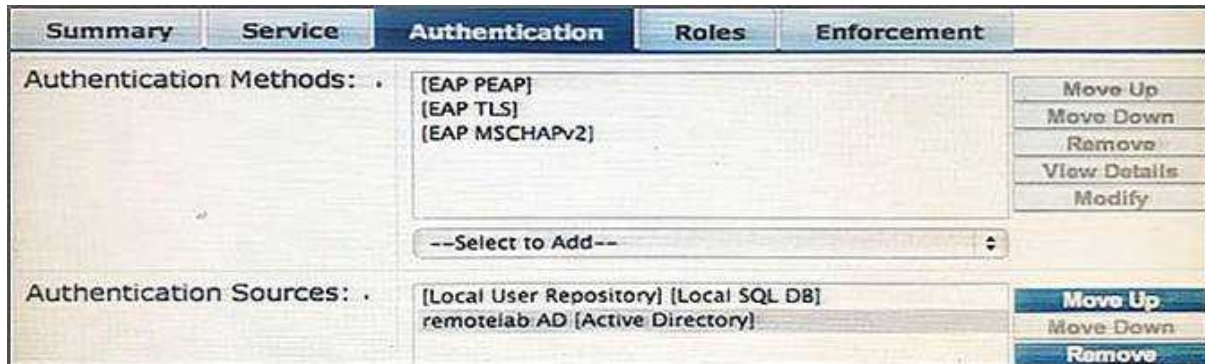 Summary Service Authentication Roles Enforcement
Authentication Methods:
[EAP PEAP]
[EAP TLS]
[EAP MSCHAPv2]
Move Up
Move Down
Remove
View Details
Modify
--Select to Add--
Authentication Sources:
[Local User Repository] [Local SQL DB]
remotelab AD [Active Directory]
Move Up
Move Down
Remove